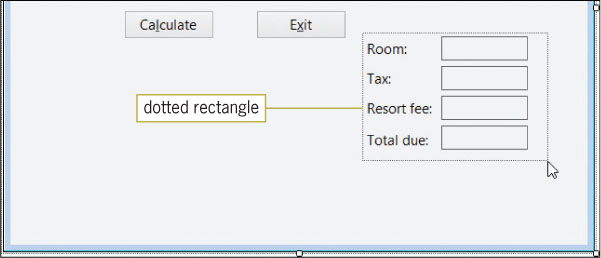 Calculate
Exit
Room:
Tax:
dotted rectangle
Resort fee:
Total due: